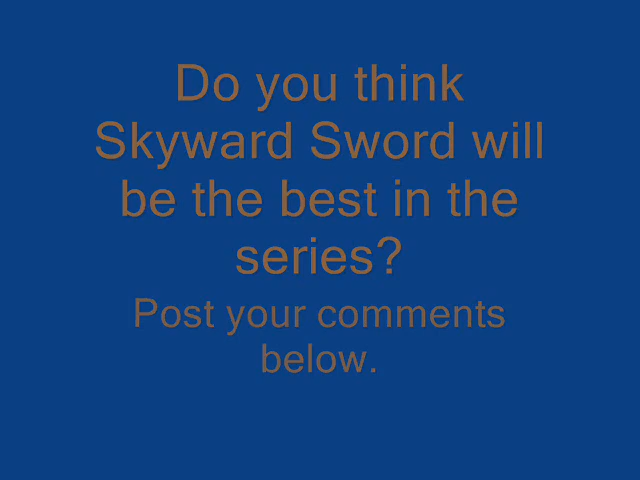 Do you think
Skyward Sword will
be the best in the
series?
Post your comments
below.